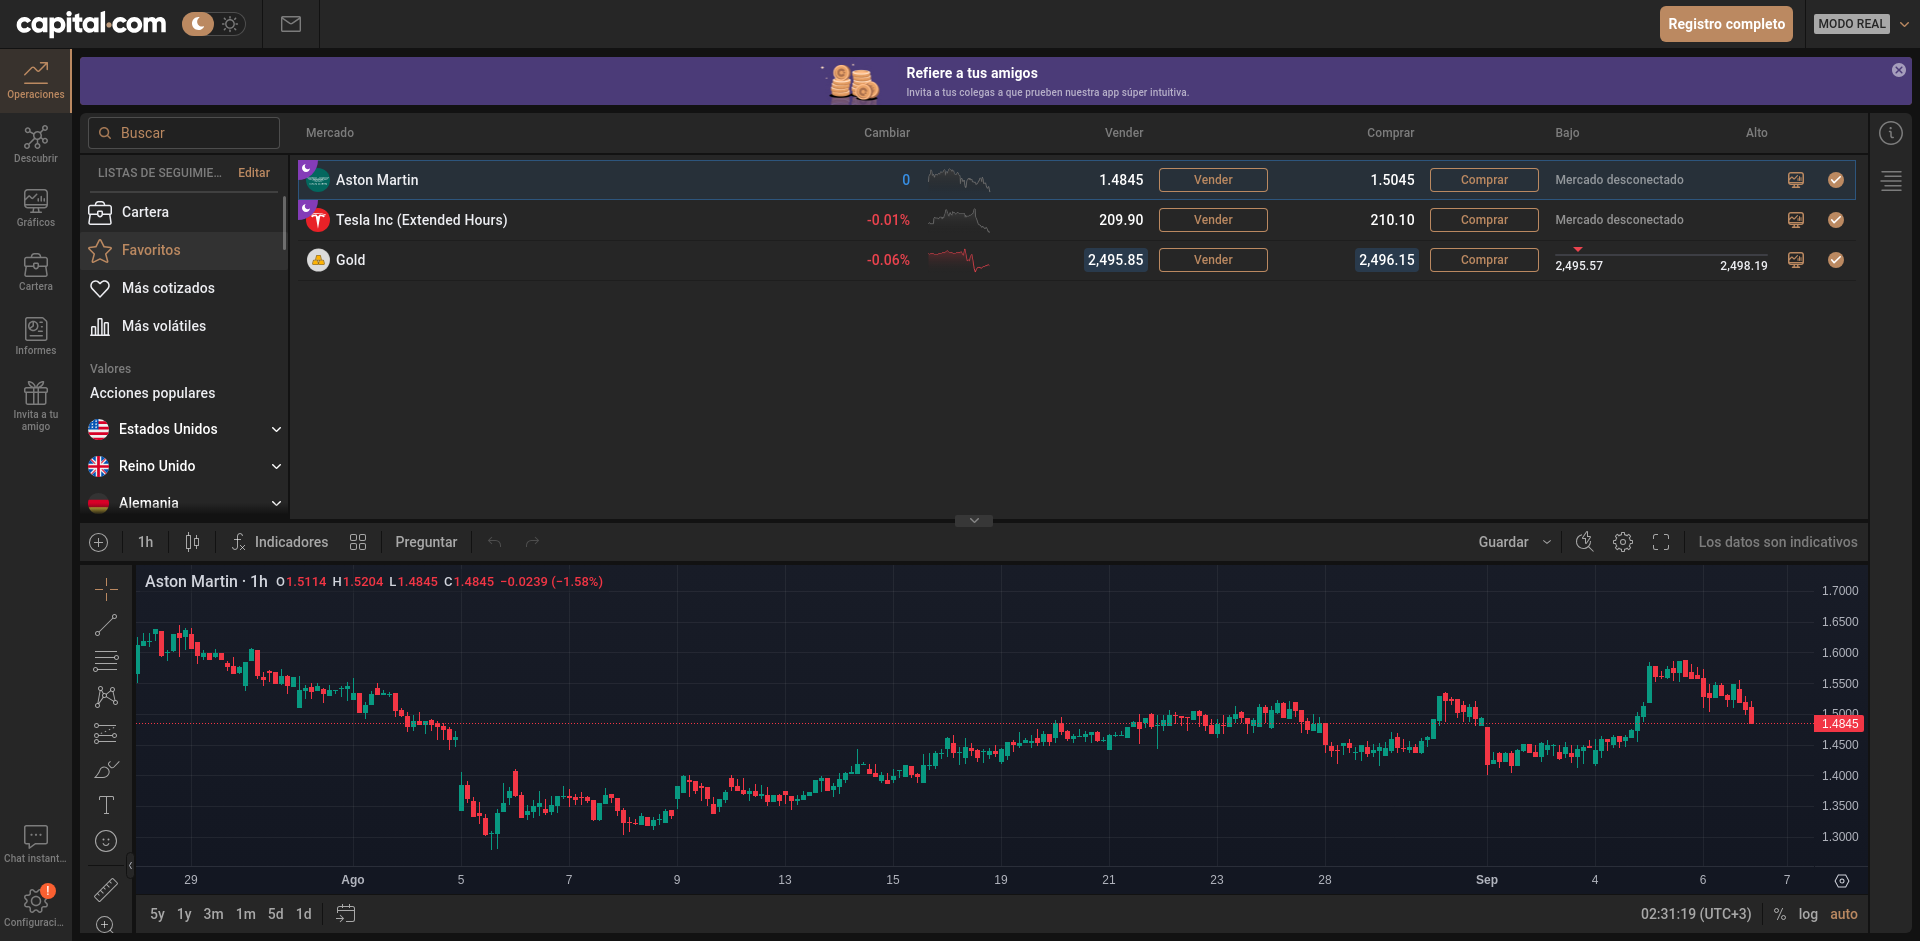 capital.com
Registro completo
MODO REAL
Operaciones
Descubrir
Gráficos
Cartera
Informes
Invita a tu
amigo
Chat instant...
Configuraci...
Refiere a tus amigos
Invita a tus colegas a que prueben nuestra app súper intuitiva.
Buscar
Mercado Cambiar Vender Comprar Bajo Alto
LISTAS DE SEGUIMIE... Editar
Cartera
Favoritos
Más cotizados
Más volátiles
Valores
Acciones populares
Estados Unidos
Reino Unido
Alemania
Aston Martin 0 1.4845 Vender 1.5045 Comprar Mercado desconectado
Tesla Inc (Extended Hours) -0.01% 209.90 Vender 210.10 Comprar Mercado desconectado
Gold -0.06% 2,495.85 Vender 2,496.15 Comprar 2,495.57 2,498.19
1h Indicadores Preguntar Guardar Los datos son indicativos
Aston Martin · 1h O1.5114 H1.5204 L1.4845 C1.4845 −0.0239 (−1.58%)
1.7000
1.6500
1.6000
1.5500
1.5000
1.4845
1.4500
1.4000
1.3500
1.3000
29 Ago 5 7 9 13 15 19 21 23 28 Sep 4 6 7
5y 1y 3m 1m 5d 1d 02:31:19 (UTC+3) % log auto